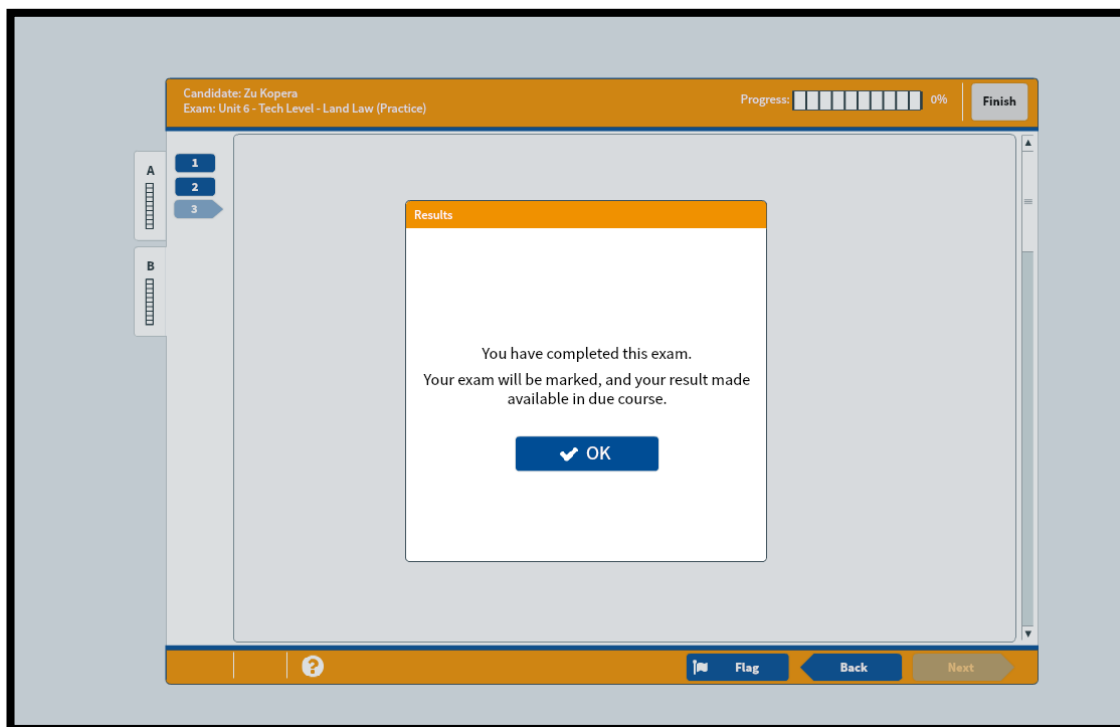 Candidate: Zu Kopera
Exam: Unit 6 - Tech Level - Land Law (Practice)
Progress: 0%
Finish
A
B
1
2
3
Results
You have completed this exam.
Your exam will be marked, and your result made
available in due course.
OK
?
Flag
Back
Next